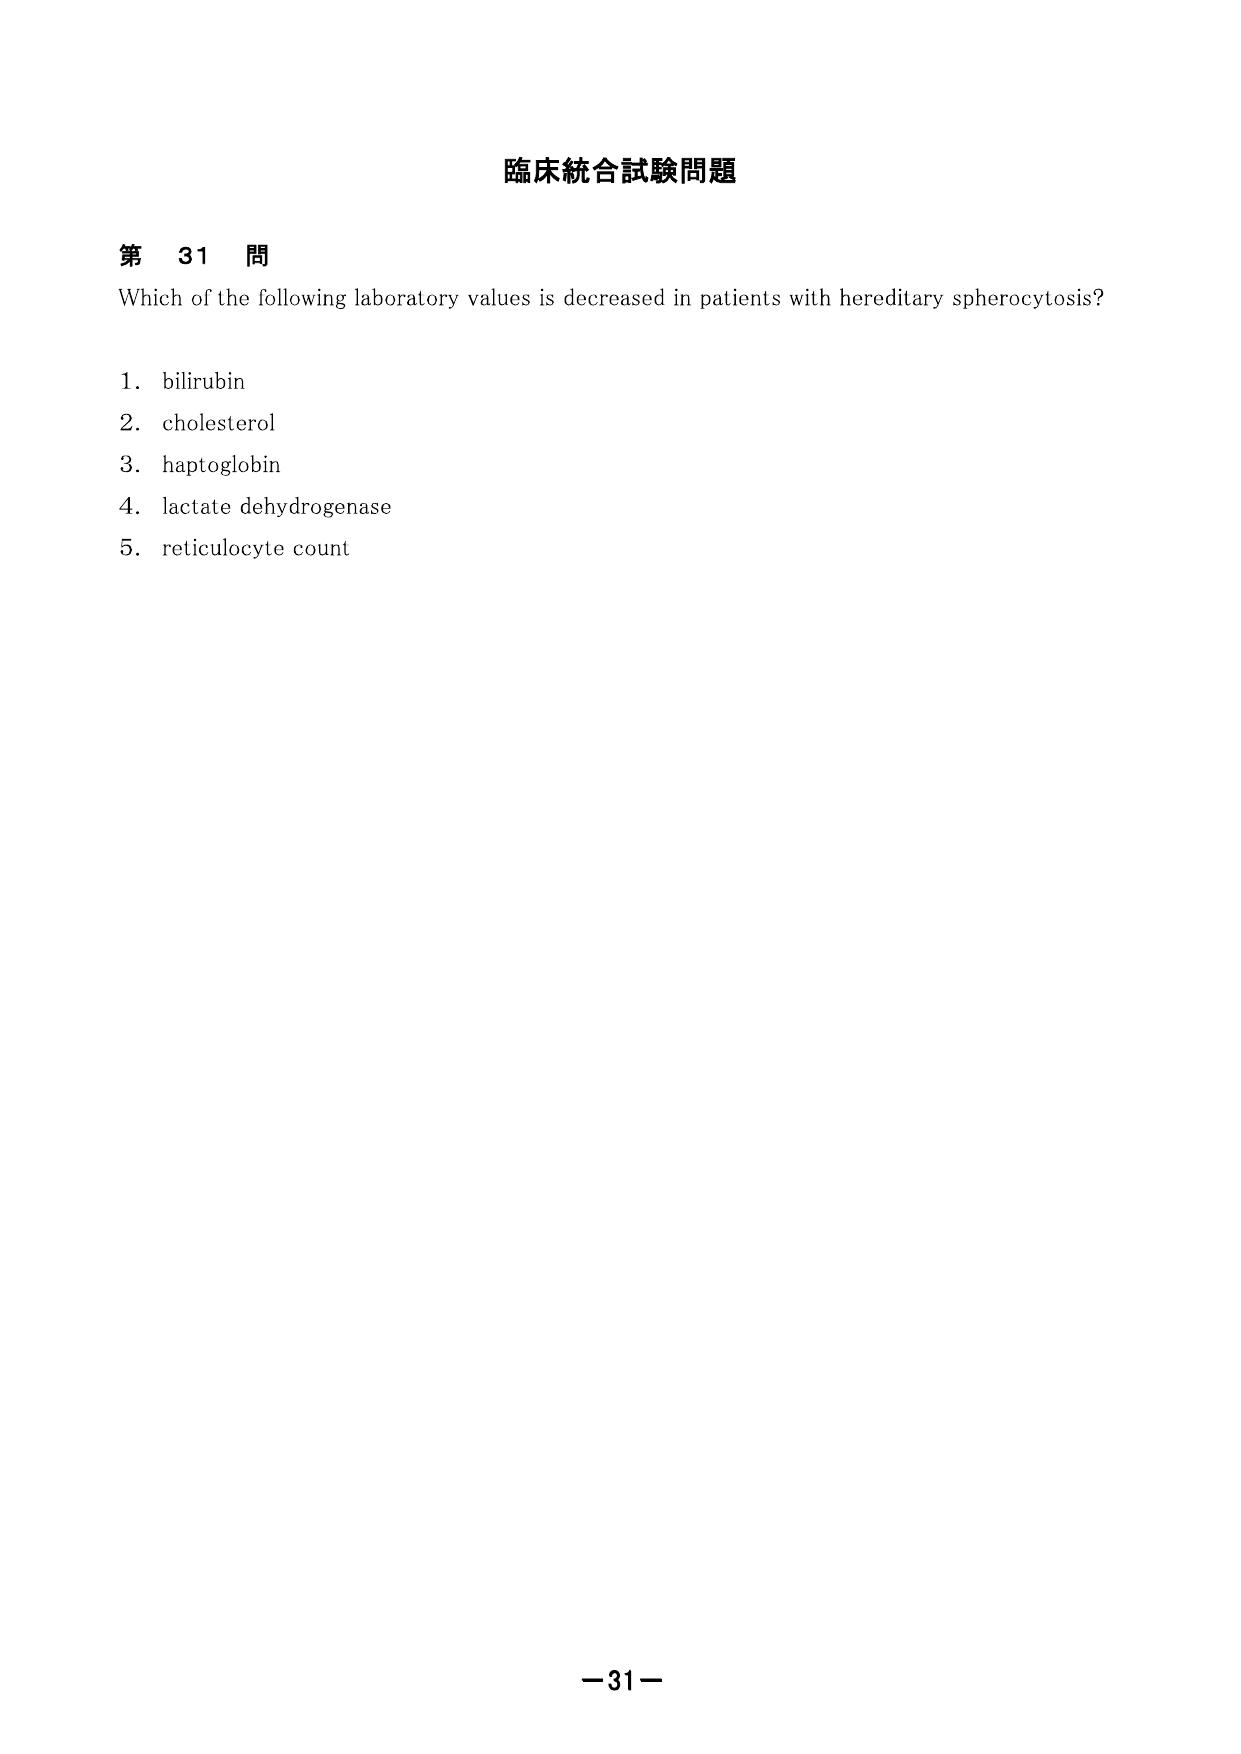 臨床統合試験問題
第 31 問
Which of the following laboratory values is decreased in patients with hereditary spherocytosis?
1. bilirubin
2. cholesterol
3. haptoglobin
4. lactate dehydrogenase
5. reticulocyte count
－31－